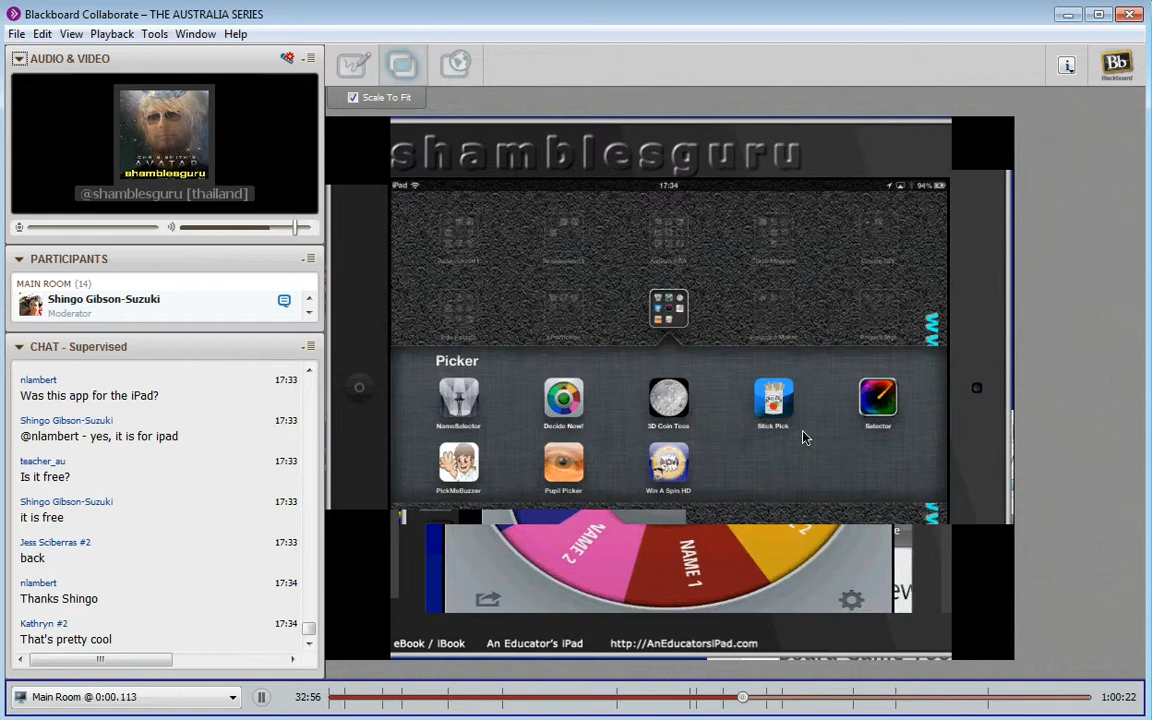 Blackboard Collaborate – THE AUSTRALIA SERIES
File Edit View Playback Tools Window Help
AUDIO & VIDEO
CHRIS SMITH'S
AVATAR
shamblesguru
@shamblesguru [thailand]
PARTICIPANTS
MAIN ROOM (14)
Shingo Gibson-Suzuki
Moderator
CHAT - Supervised
nlambert 17:33
Was this app for the iPad?
Shingo Gibson-Suzuki 17:33
@nlambert - yes, it is for ipad
teacher_au 17:33
Is it free?
Shingo Gibson-Suzuki 17:33
it is free
Jess Sciberras #2 17:33
back
nlambert 17:34
Thanks Shingo
Kathryn #2 17:34
That's pretty cool
Scale To Fit
Bb
Blackboard
shamblesguru
iPad 17:34 94%
Picker
NameSelector Decide Now! 3D Coin Toss Stick Pick Selector
PickMeBuzzer Pupil Picker Win A Spin HD
NAME 2 NAME 1
eBook / iBook An Educator's iPad http://AnEducatorsiPad.com
Main Room @ 0:00.113 32:56 1:00:22